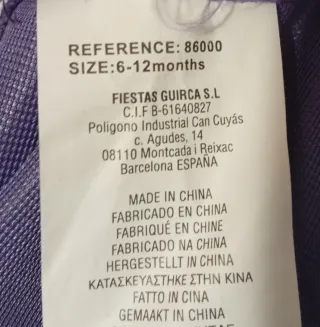 REFERENCE: 86000
SIZE:6-12months
FIESTAS GUIRCA S.L
C.I.F B-61640827
Poligono Industrial Can Cuyás
c. Agudes, 14
08110 Montcada i Reixac
Barcelona ESPAÑA
MADE IN CHINA
FABRICADO EN CHINA
FABRIQUÉ EN CHINE
FABRICADO NA CHINA
HERGESTELLT IN CHINA
ΚΑΤΑΣΚΕΥΑΣΤΗΚΕ ΣΤΗΝ ΚΙΝΑ
FATTO IN CINA
GEMAAKT IN CHINA